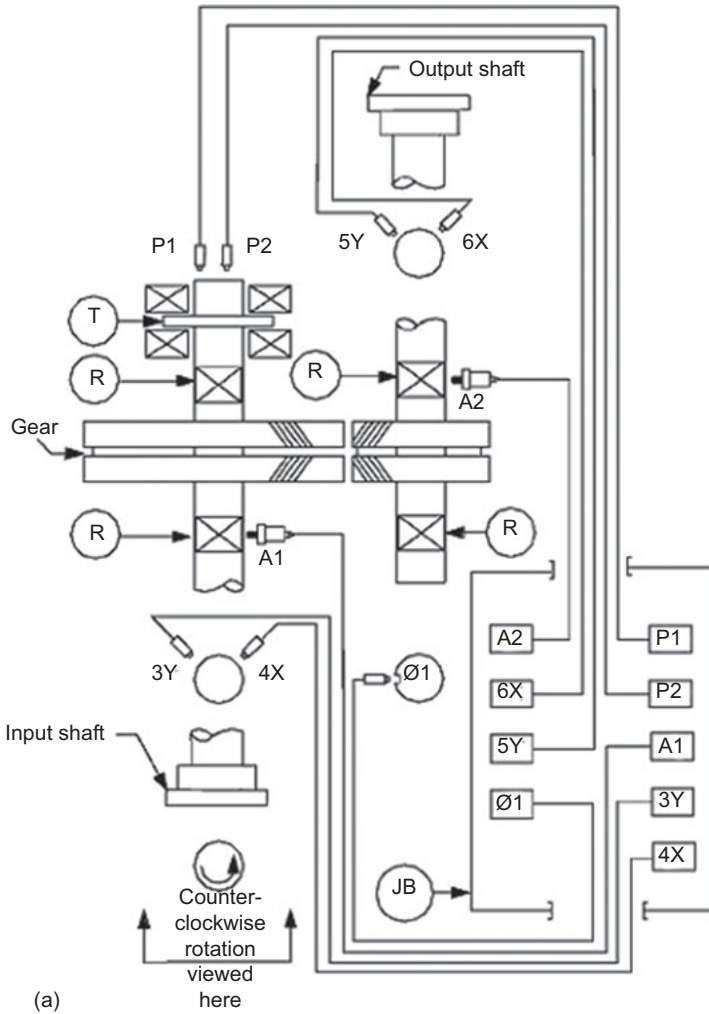 Output shaft
5Y
6X
P1
P2
T
R
R
A2
Gear
R
A1
R
3Y
4X
Ø1
A2
P1
6X
P2
Input shaft
5Y
A1
Ø1
3Y
4X
JB
Counter-
clockwise
rotation
viewed
here
(a)